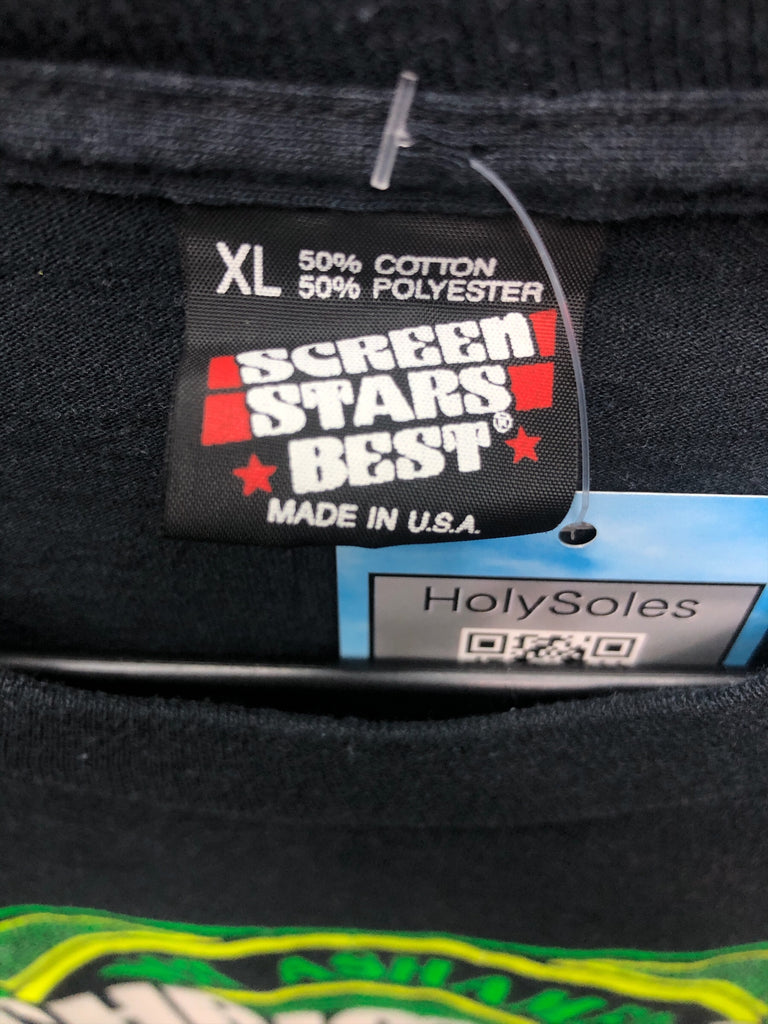 XL 50% COTTON
50% POLYESTER
SCREEN
STARS
BEST®
MADE IN U.S.A.
HolySoles